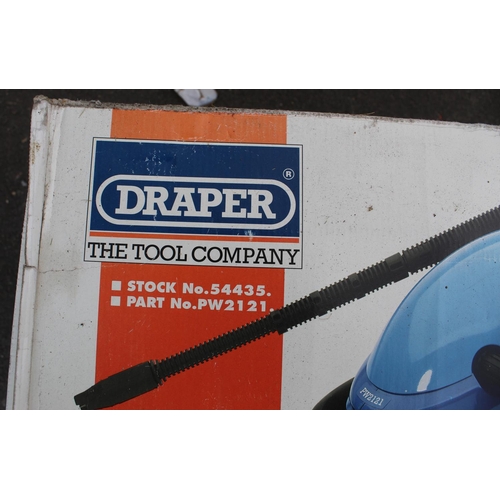 ®
DRAPER
THE TOOL COMPANY
STOCK No.54435.
PART No.PW2121.
PW2121